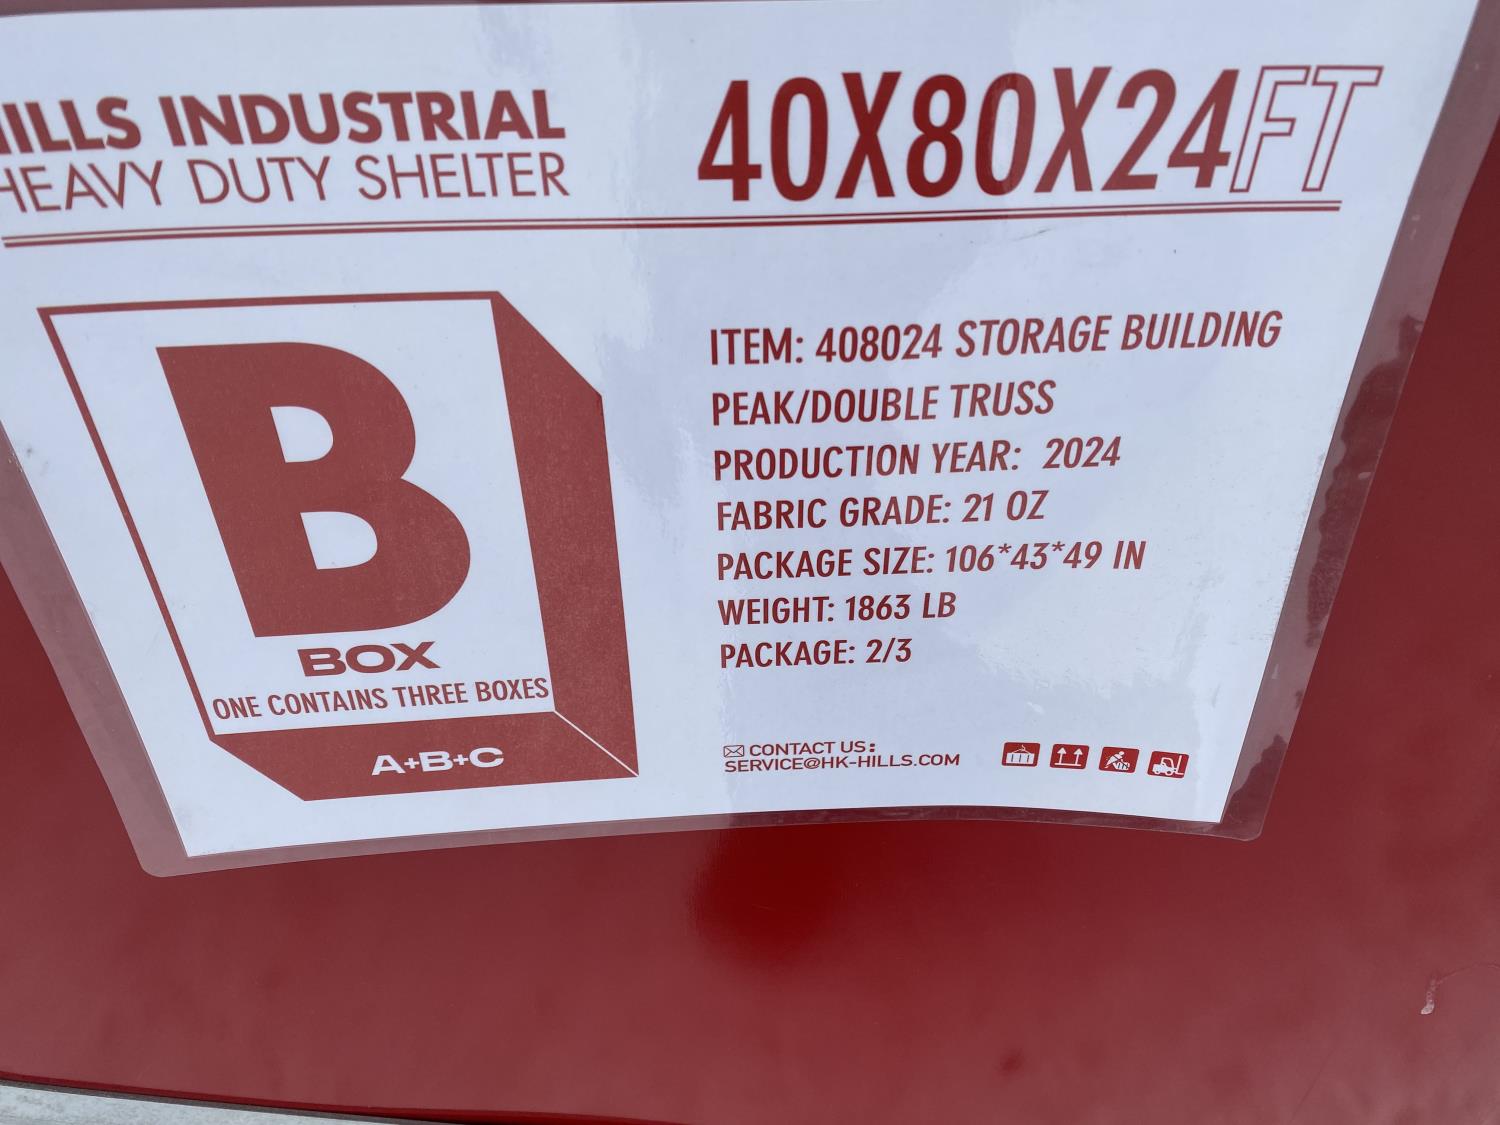 HILLS INDUSTRIAL
HEAVY DUTY SHELTER
40X80X24FT
B
BOX
ONE CONTAINS THREE BOXES
A+B+C
ITEM: 408024 STORAGE BUILDING
PEAK/DOUBLE TRUSS
PRODUCTION YEAR: 2024
FABRIC GRADE: 21 OZ
PACKAGE SIZE: 106*43*49 IN
WEIGHT: 1863 LB
PACKAGE: 2/3
CONTACT US:
SERVICE@HK-HILLS.COM